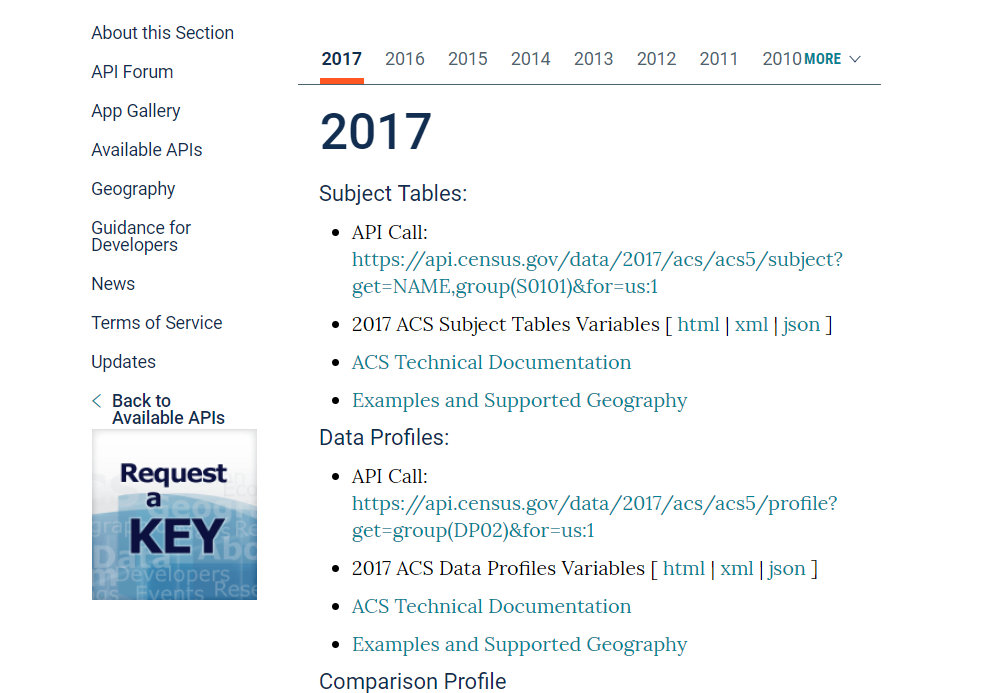 About this Section
API Forum
App Gallery
Available APIs
Geography
Guidance for
Developers
News
Terms of Service
Updates
Back to
Available APIs
Request
a
KEY
Data
Developers
Events
2017 2016 2015 2014 2013 2012 2011 2010 MORE
2017
Subject Tables:
• API Call:
https://api.census.gov/data/2017/acs/acs5/subject?
get=NAME,group(S0101)&for=us:1
• 2017 ACS Subject Tables Variables [ html | xml | json ]
• ACS Technical Documentation
• Examples and Supported Geography
Data Profiles:
• API Call:
https://api.census.gov/data/2017/acs/acs5/profile?
get=group(DP02)&for=us:1
• 2017 ACS Data Profiles Variables [ html | xml | json ]
• ACS Technical Documentation
• Examples and Supported Geography
Comparison Profile